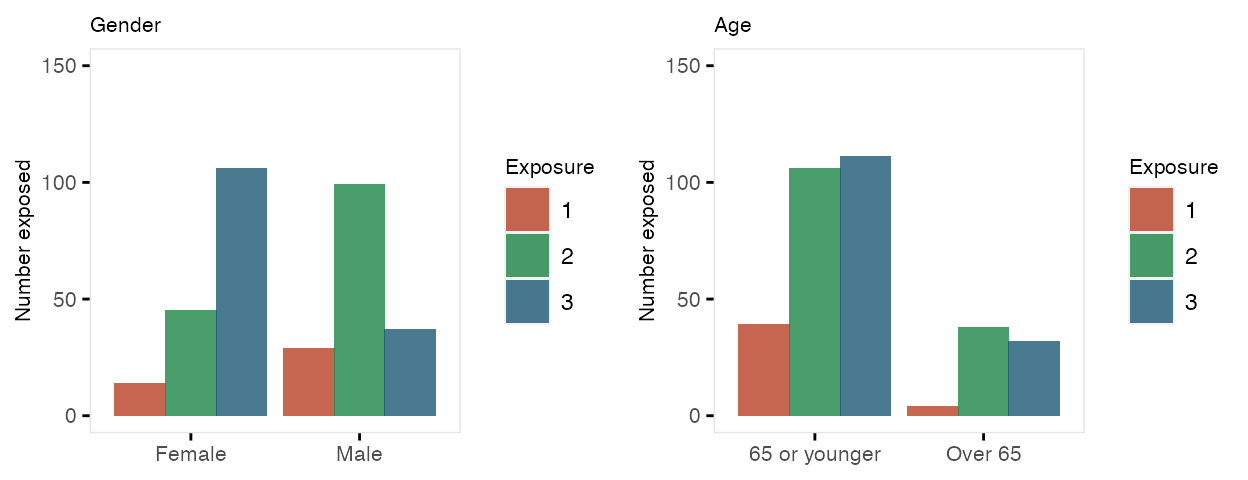 Gender
150
100
50
0
Number exposed
Female Male
Exposure
1
2
3
Age
150
100
50
0
Number exposed
65 or younger Over 65
Exposure
1
2
3